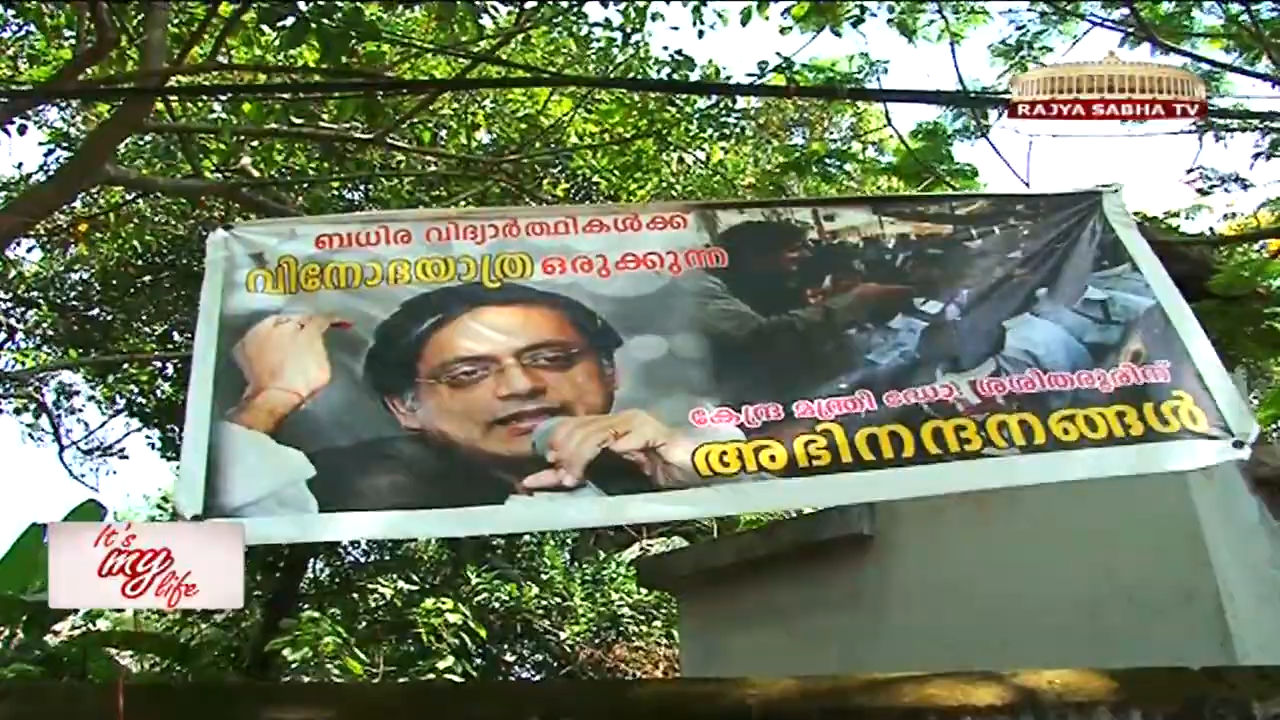 RAJYA SABHA TV
ബധിര വിദ്യാർത്ഥികൾക്ക്
വിനോദയാത്ര ഒരുക്കുന്ന
കേന്ദ്ര മന്ത്രി ഡോ. ശശിതരൂരിന്
അഭിനന്ദനങ്ങൾ
It's
my
life